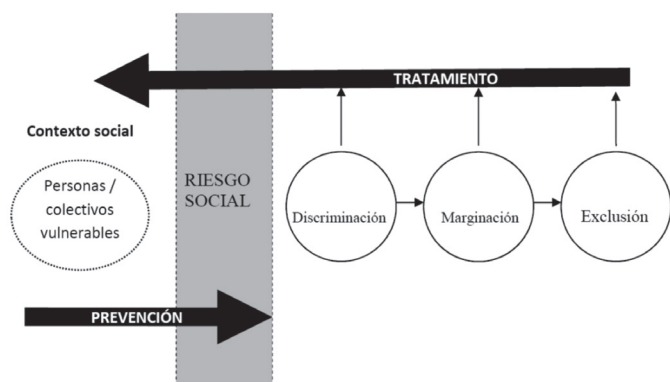 TRATAMIENTO
Contexto social
Personas /
colectivos
vulnerables
RIESGO
SOCIAL
Discriminación
Marginación
Exclusión
PREVENCIÓN